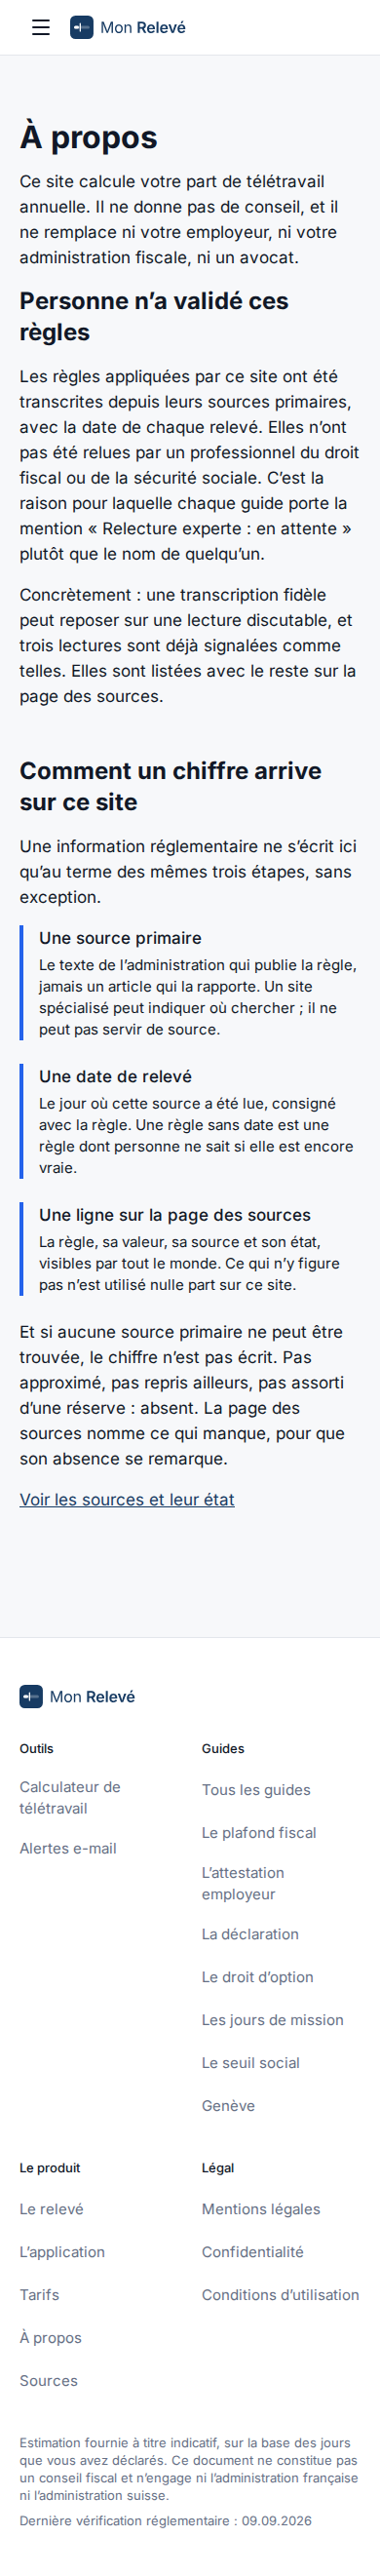 Mon Relevé
À propos
Ce site calcule votre part de télétravail
annuelle. Il ne donne pas de conseil, et il
ne remplace ni votre employeur, ni votre
administration fiscale, ni un avocat.
Personne n’a validé ces
règles
Les règles appliquées par ce site ont été
transcrites depuis leurs sources primaires,
avec la date de chaque relevé. Elles n’ont
pas été relues par un professionnel du droit
fiscal ou de la sécurité sociale. C’est la
raison pour laquelle chaque guide porte la
mention « Relecture experte : en attente »
plutôt que le nom de quelqu’un.
Concrètement : une transcription fidèle
peut reposer sur une lecture discutable, et
trois lectures sont déjà signalées comme
telles. Elles sont listées avec le reste sur la
page des sources.
Comment un chiffre arrive
sur ce site
Une information réglementaire ne s’écrit ici
qu’au terme des mêmes trois étapes, sans
exception.
Une source primaire
Le texte de l’administration qui publie la règle,
jamais un article qui la rapporte. Un site
spécialisé peut indiquer où chercher ; il ne
peut pas servir de source.
Une date de relevé
Le jour où cette source a été lue, consigné
avec la règle. Une règle sans date est une
règle dont personne ne sait si elle est encore
vraie.
Une ligne sur la page des sources
La règle, sa valeur, sa source et son état,
visibles par tout le monde. Ce qui n’y figure
pas n’est utilisé nulle part sur ce site.
Et si aucune source primaire ne peut être
trouvée, le chiffre n’est pas écrit. Pas
approximé, pas repris ailleurs, pas assorti
d’une réserve : absent. La page des
sources nomme ce qui manque, pour que
son absence se remarque.
Voir les sources et leur état
Mon Relevé
Outils
Calculateur de
télétravail
Alertes e-mail
Guides
Tous les guides
Le plafond fiscal
L’attestation
employeur
La déclaration
Le droit d’option
Les jours de mission
Le seuil social
Genève
Le produit
Le relevé
L’application
Tarifs
À propos
Sources
Légal
Mentions légales
Confidentialité
Conditions d’utilisation
Estimation fournie à titre indicatif, sur la base des jours
que vous avez déclarés. Ce document ne constitue pas
un conseil fiscal et n’engage ni l’administration française
ni l’administration suisse.
Dernière vérification réglementaire : 09.09.2026